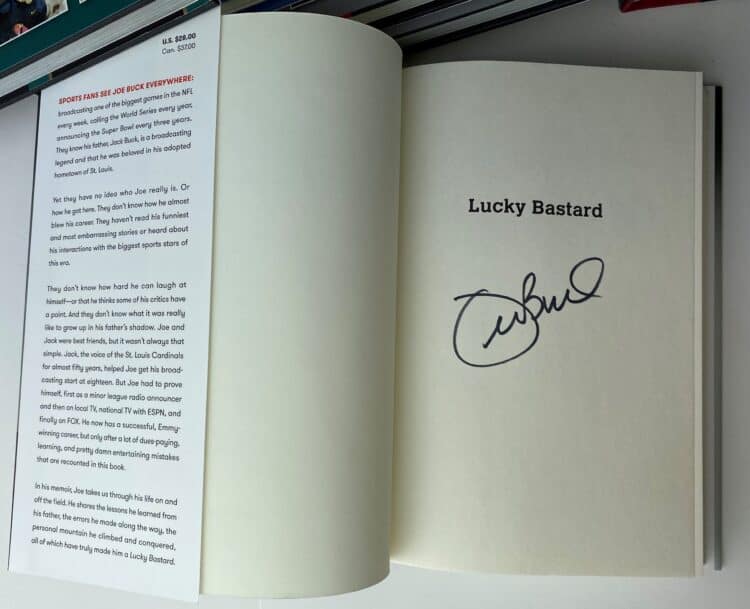 U.S. $28.00
Can. $37.00
SPORTS FANS SEE JOE BUCK EVERYWHERE:
broadcasting one of the biggest games in the NFL
every week, calling the World Series every year,
announcing the Super Bowl every three years.
They know his father, Jack Buck, is a broadcasting
legend and that he was beloved in his adopted
hometown of St. Louis.
Yet they have no idea who Joe really is. Or
how he got here. They don't know how he almost
blew his career. They haven't read his funniest
and most embarrassing stories or heard about
his interactions with the biggest sports stars of
this era.
They don't know how hard he can laugh at
himself—or that he thinks some of his critics have
a point. And they don't know what it was really
like to grow up in his father's shadow. Joe and
Jack were best friends, but it wasn't always that
simple. Jack, the voice of the St. Louis Cardinals
for almost fifty years, helped Joe get his broad-
casting start at eighteen. But Joe had to prove
himself, first as a minor league radio announcer
and then on local TV, national TV with ESPN, and
finally on FOX. He now has a successful, Emmy-
winning career, but only after a lot of dues-paying,
learning, and pretty damn entertaining mistakes
that are recounted in this book.
In his memoir, Joe takes us through his life on and
off the field. He shares the lessons he learned from
his father, the errors he made along the way, the
personal mountain he climbed and conquered,
all of which have truly made him a Lucky Bastard.
Lucky Bastard